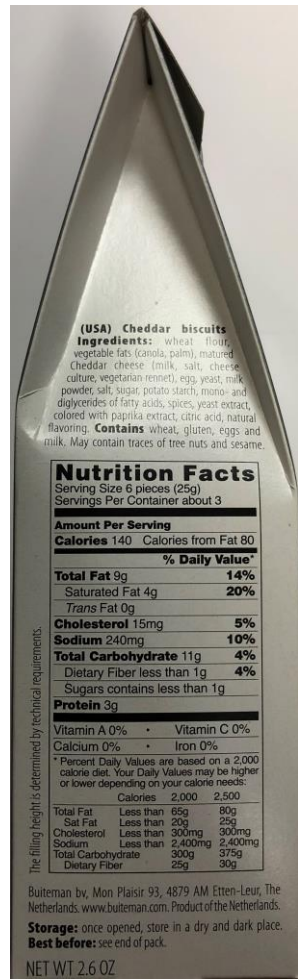 (USA) Cheddar biscuits
Ingredients: wheat flour,
vegetable fats (canola, palm), matured
Cheddar cheese (milk, salt, cheese
culture, vegetarian rennet), egg, yeast, milk
powder, salt, sugar, potato starch, mono- and
diglycerides of fatty acids, spices, yeast extract,
colored with paprika extract, citric acid, natural
flavoring. Contains wheat, gluten, eggs and
milk. May contain traces of tree nuts and sesame.
Nutrition Facts
Serving Size 6 pieces (25g)
Servings Per Container about 3
Amount Per Serving
Calories 140 Calories from Fat 80
% Daily Value*
Total Fat 9g 14%
Saturated Fat 4g 20%
Trans Fat 0g
Cholesterol 15mg 5%
Sodium 240mg 10%
Total Carbohydrate 11g 4%
Dietary Fiber less than 1g 4%
Sugars contains less than 1g
Protein 3g
Vitamin A 0% • Vitamin C 0%
Calcium 0% • Iron 0%
* Percent Daily Values are based on a 2,000
calorie diet. Your Daily Values may be higher
or lower depending on your calorie needs:
Calories 2,000 2,500
Total Fat Less than 65g 80g
Sat Fat Less than 20g 25g
Cholesterol Less than 300mg 300mg
Sodium Less than 2,400mg 2,400mg
Total Carbohydrate 300g 375g
Dietary Fiber 25g 30g
The filling height is determined by technical requirements.
Buiteman bv, Mon Plaisir 93, 4879 AM Etten-Leur, The
Netherlands. www.buiteman.com. Product of the Netherlands.
Storage: once opened, store in a dry and dark place.
Best before: see end of pack.
NET WT 2.6 OZ